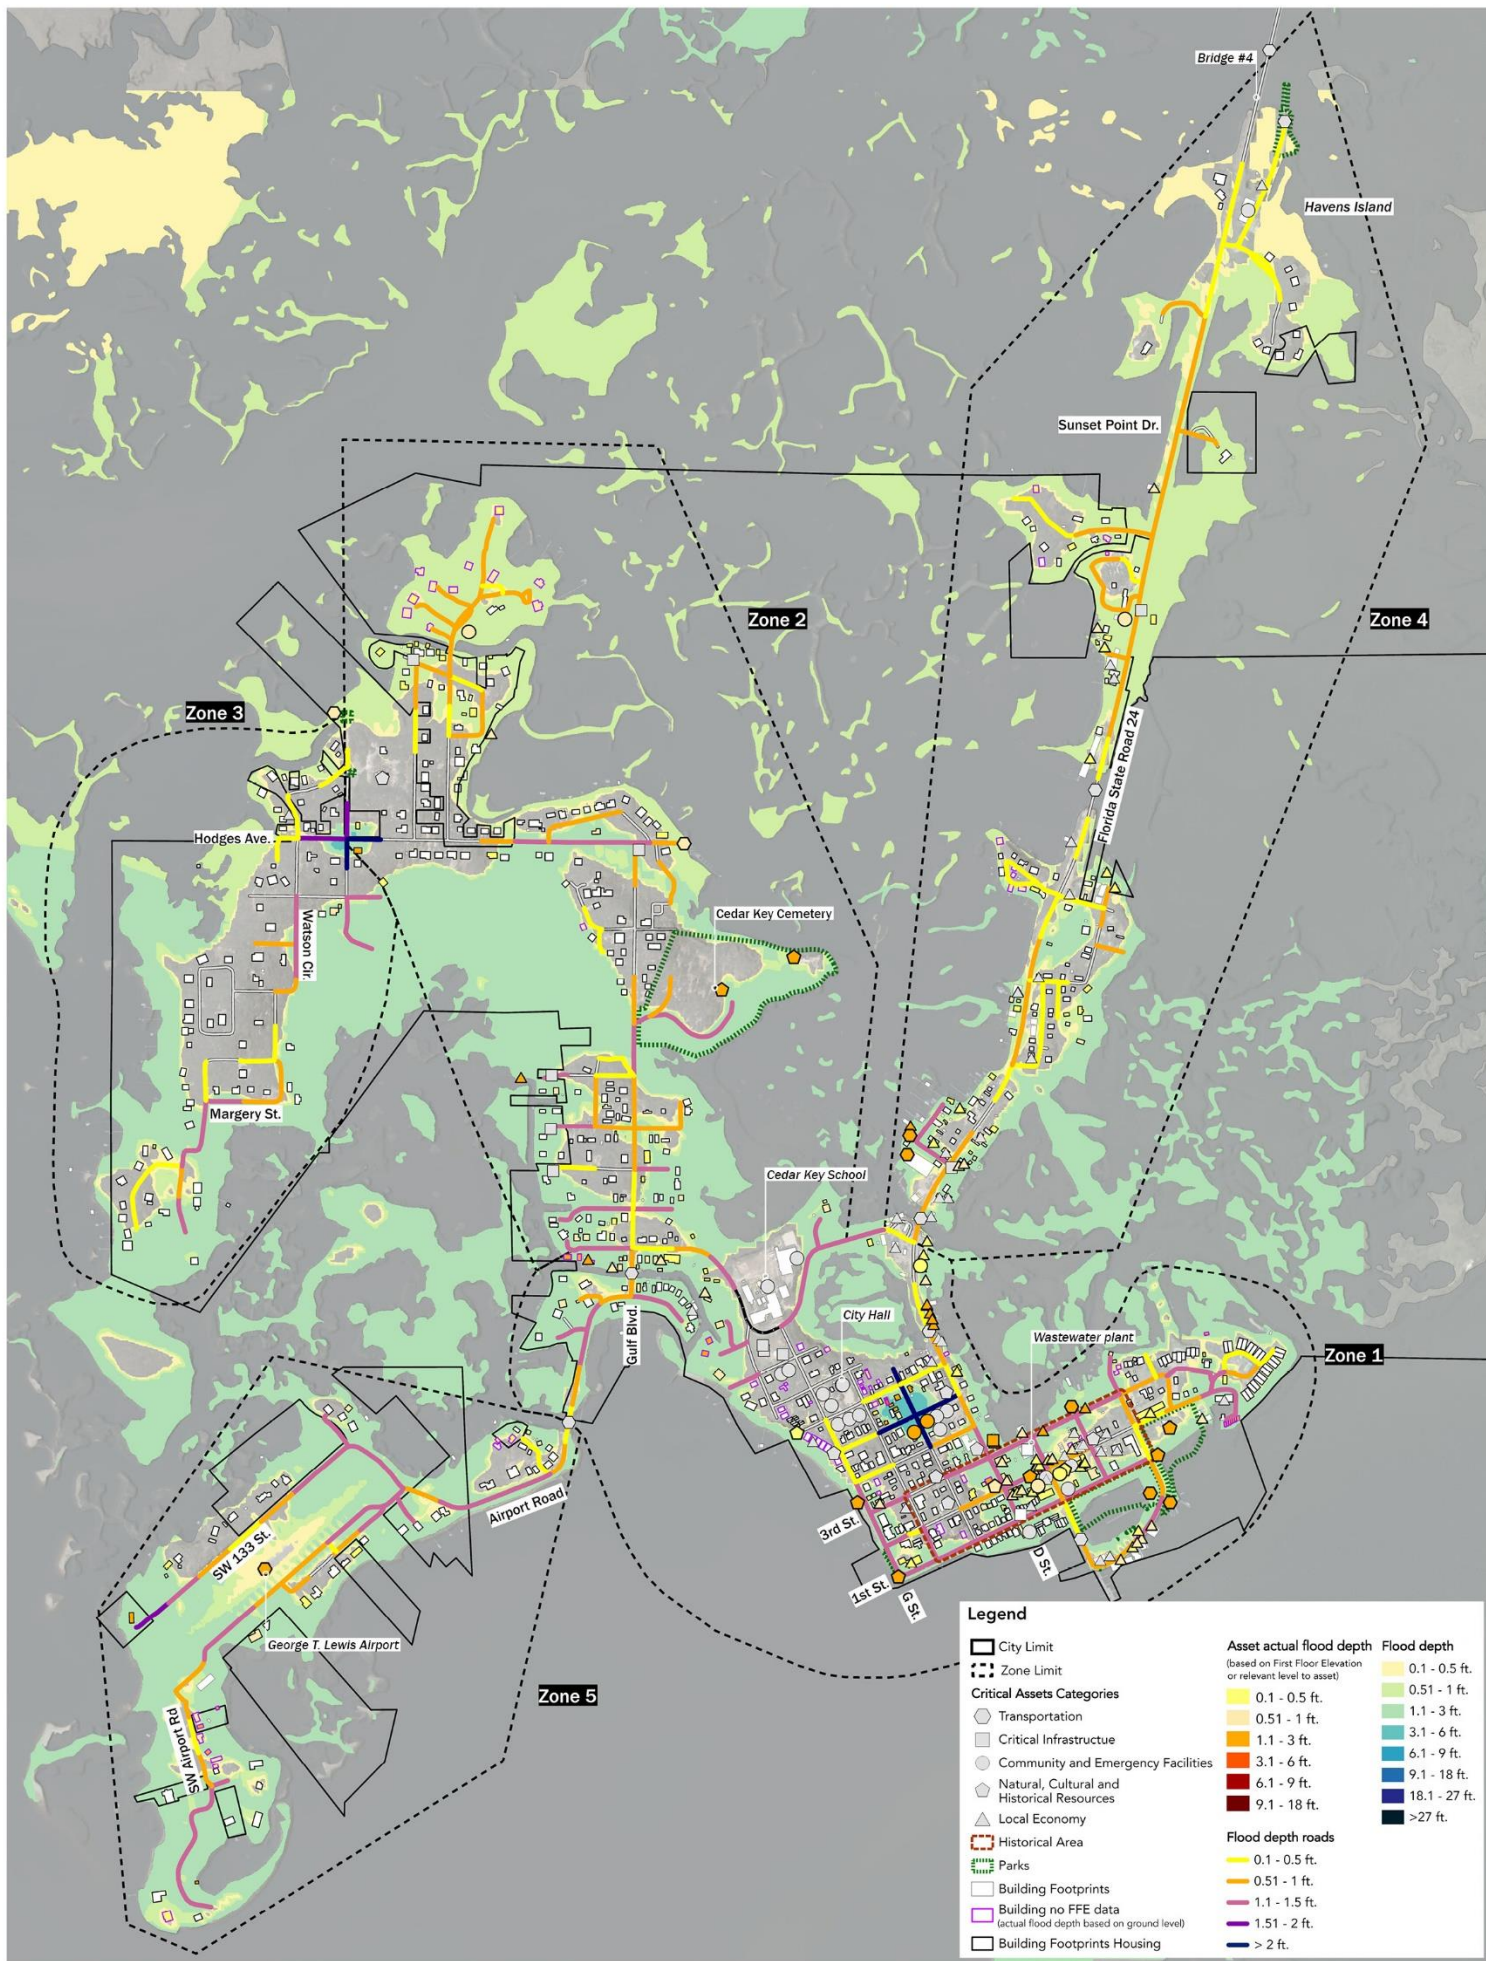 Bridge #4
Havens Island
Sunset Point Dr.
Zone 2
Zone 4
Zone 3
Florida State Road 24
Hodges Ave.
Cedar Key Cemetery
Watson Cir.
Margery St.
Cedar Key School
City Hall
Gulf Blvd.
Wastewater plant
Zone 1
Airport Road
3rd St.
SW 133 St.
D St.
1st St.
G St.
George T. Lewis Airport
Zone 5
SW Airport Rd
Legend
City Limit
Zone Limit
Critical Assets Categories
Transportation
Critical Infrastructue
Community and Emergency Facilities
Natural, Cultural and
Historical Resources
Local Economy
Historical Area
Parks
Building Footprints
Building no FFE data
(actual flood depth based on ground level)
Building Footprints Housing
Asset actual flood depth
(based on First Floor Elevation
or relevant level to asset)
0.1 - 0.5 ft.
0.51 - 1 ft.
1.1 - 3 ft.
3.1 - 6 ft.
6.1 - 9 ft.
9.1 - 18 ft.
Flood depth roads
0.1 - 0.5 ft.
0.51 - 1 ft.
1.1 - 1.5 ft.
1.51 - 2 ft.
> 2 ft.
Flood depth
0.1 - 0.5 ft.
0.51 - 1 ft.
1.1 - 3 ft.
3.1 - 6 ft.
6.1 - 9 ft.
9.1 - 18 ft.
18.1 - 27 ft.
>27 ft.